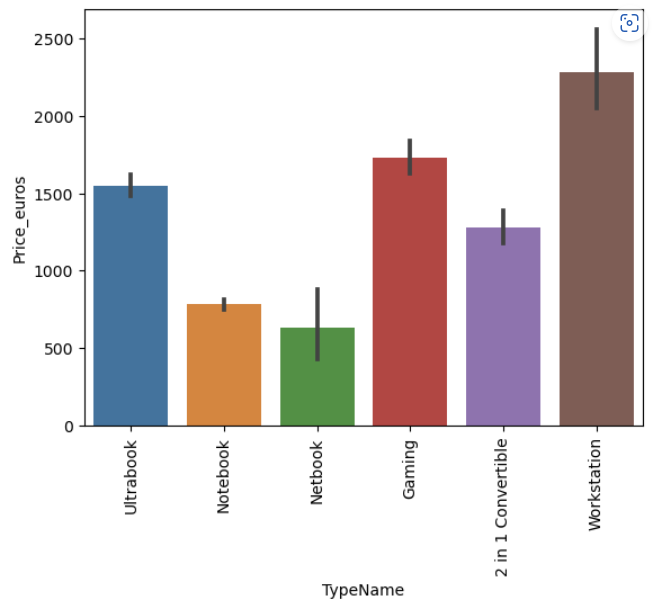 Price_euros
2500
2000
1500
1000
500
0
Ultrabook
Notebook
Netbook
Gaming
2 in 1 Convertible
Workstation
TypeName